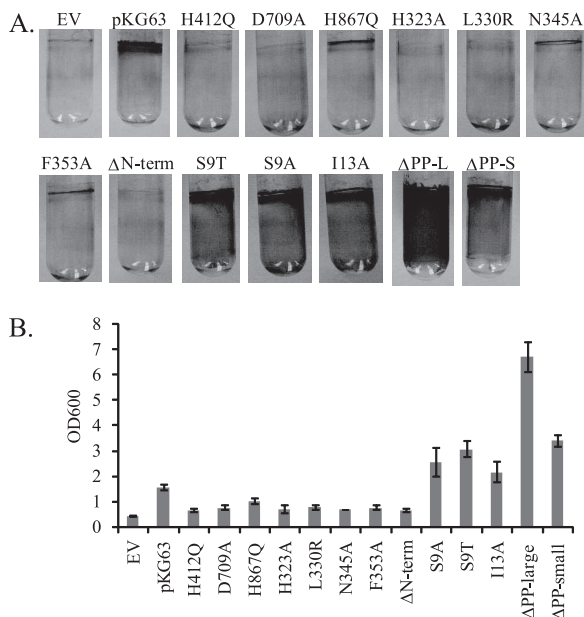 A.
EV pKG63 H412Q D709A H867Q H323A L330R N345A
F353A ΔN-term S9T S9A I13A ΔPP-L ΔPP-S
B.
8
7
6
5
4
3
2
1
0
OD600
EV
pKG63
H412Q
D709A
H867Q
H323A
L330R
N345A
F353A
ΔN-term
S9A
S9T
I13A
ΔPP-large
ΔPP-small